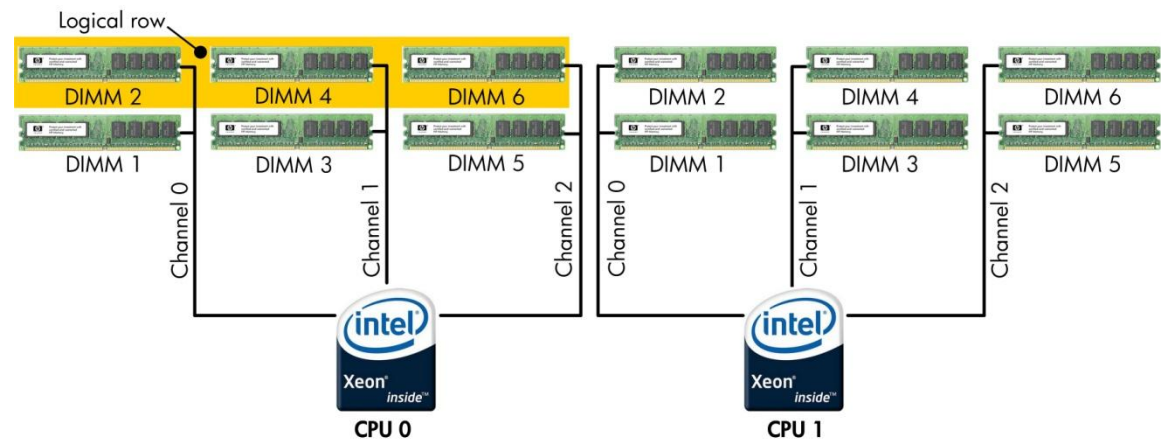 Logical row
DIMM 2
DIMM 4
DIMM 6
DIMM 2
DIMM 4
DIMM 6
DIMM 1
DIMM 3
DIMM 5
DIMM 1
DIMM 3
DIMM 5
Channel 0
Channel 1
Channel 2
Channel 0
Channel 1
Channel 2
intel
Xeon®
inside™
CPU 0
intel
Xeon®
inside™
CPU 1